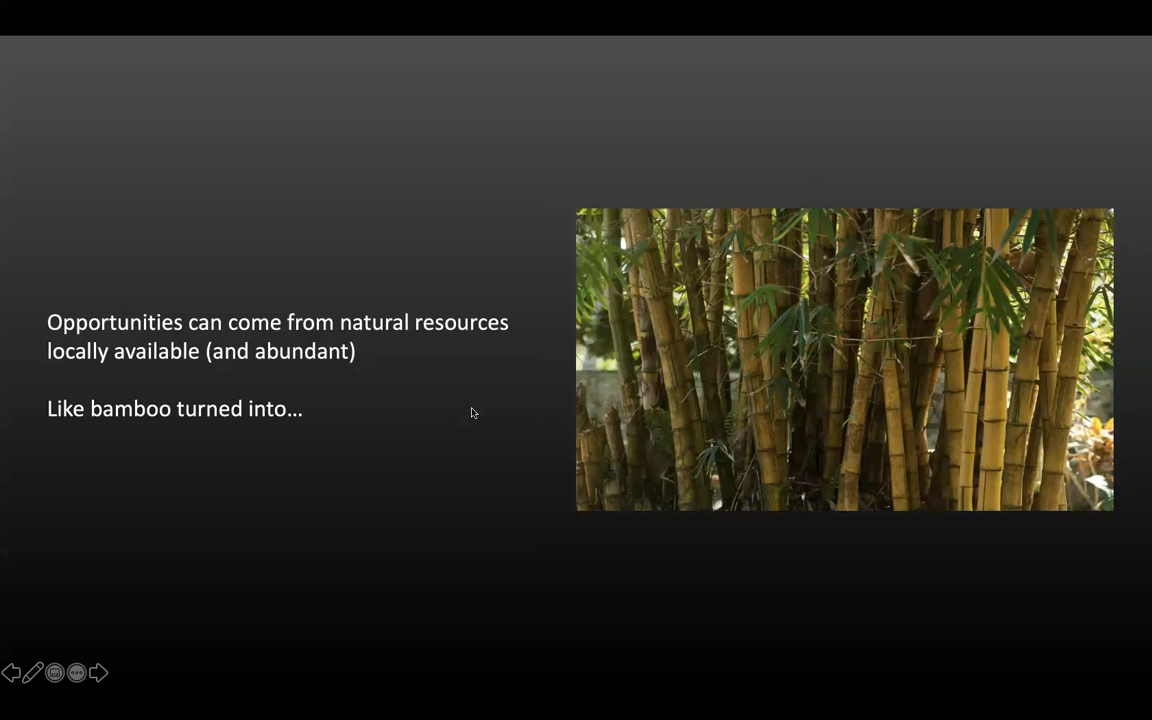 Opportunities can come from natural resources
locally available (and abundant)
Like bamboo turned into...